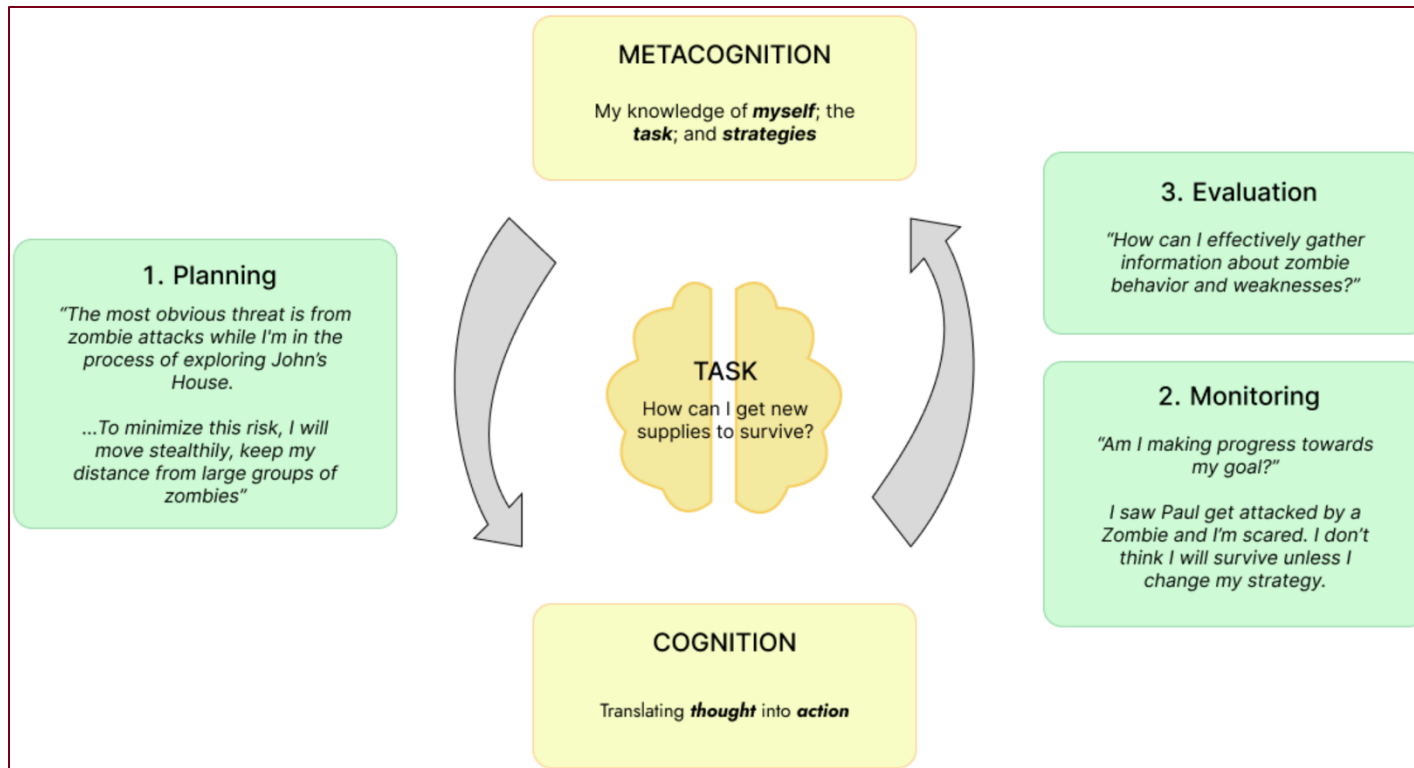 METACOGNITION
My knowledge of myself; the
task; and strategies
1. Planning
“The most obvious threat is from
zombie attacks while I'm in the
process of exploring John’s
House.
...To minimize this risk, I will
move stealthily, keep my
distance from large groups of
zombies”
TASK
How can I get new
supplies to survive?
3. Evaluation
“How can I effectively gather
information about zombie
behavior and weaknesses?”
2. Monitoring
“Am I making progress towards
my goal?”
I saw Paul get attacked by a
Zombie and I’m scared. I don’t
think I will survive unless I
change my strategy.
COGNITION
Translating thought into action